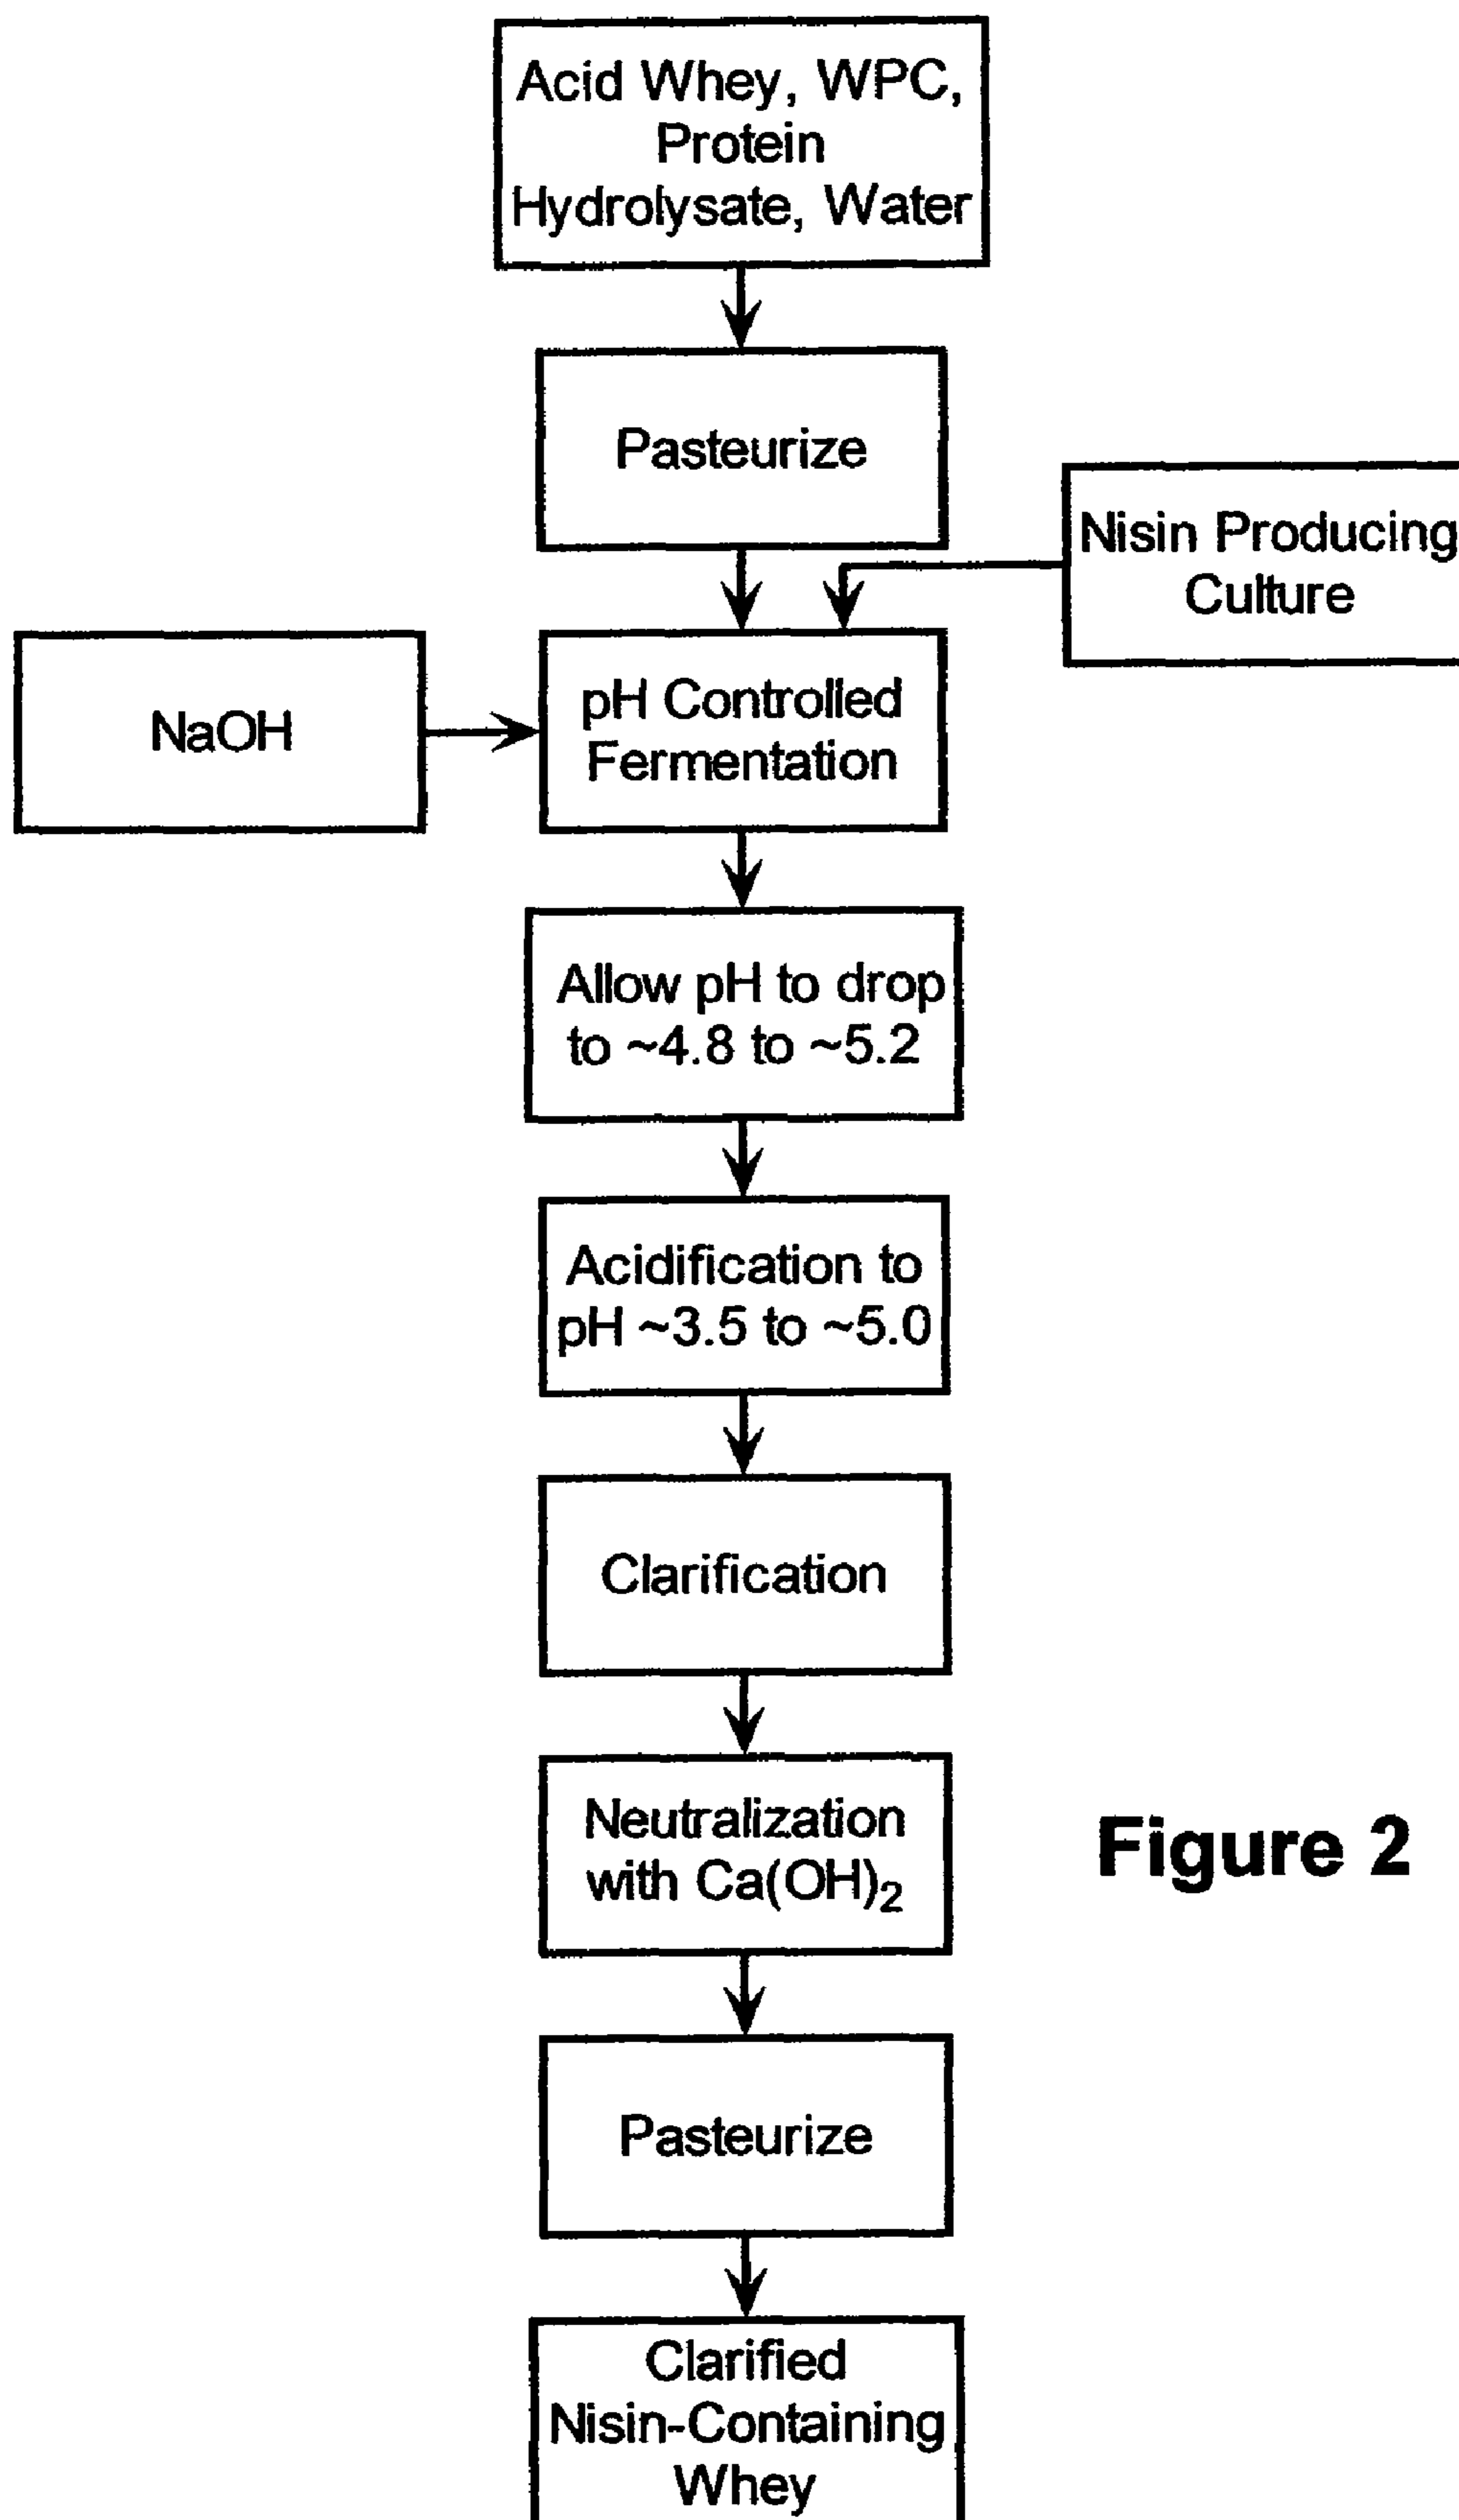 Acid Whey, WPC,
Protein
Hydrolysate, Water
Pasteurize
Nisin Producing
Culture
NaOH
pH Controlled
Fermentation
Allow pH to drop
to ~4.8 to ~5.2
Acidification to
pH ~3.5 to ~5.0
Clarification
Neutralization
with Ca(OH)₂
Figure 2
Pasteurize
Clarified
Nisin-Containing
Whey